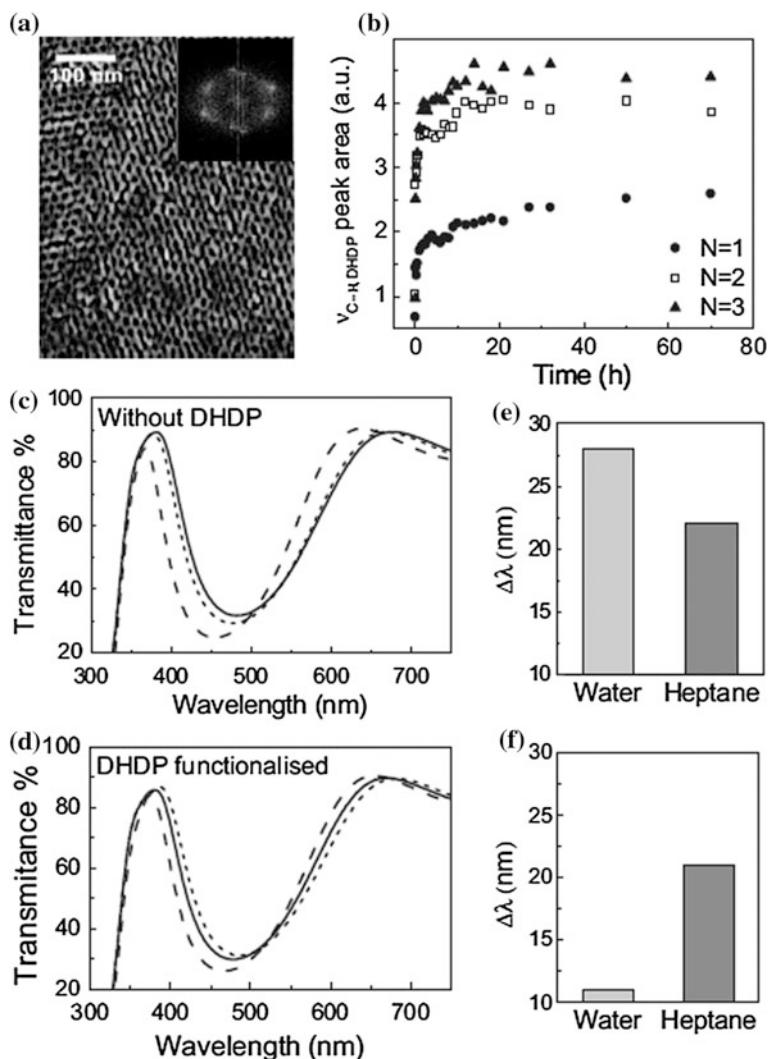 (a)
100 nm
(b)
ν C-H, DHDP peak area (a.u.)
4
3
2
1
N=1
N=2
N=3
0 20 40 60 80
Time (h)
(c)
Without DHDP
Transmittance %
100
80
60
40
20
300 400 500 600 700
Wavelength (nm)
(e)
Δλ (nm)
30
25
20
15
10
Water Heptane
(d)
DHDP functionalised
Transmittance %
100
80
60
40
20
300 400 500 600 700
Wavelength (nm)
(f)
Δλ (nm)
30
25
20
15
10
Water Heptane